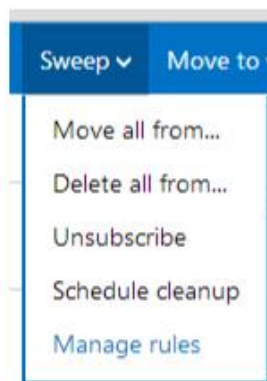 Sweep Move to
Move all from...
Delete all from...
Unsubscribe
Schedule cleanup
Manage rules